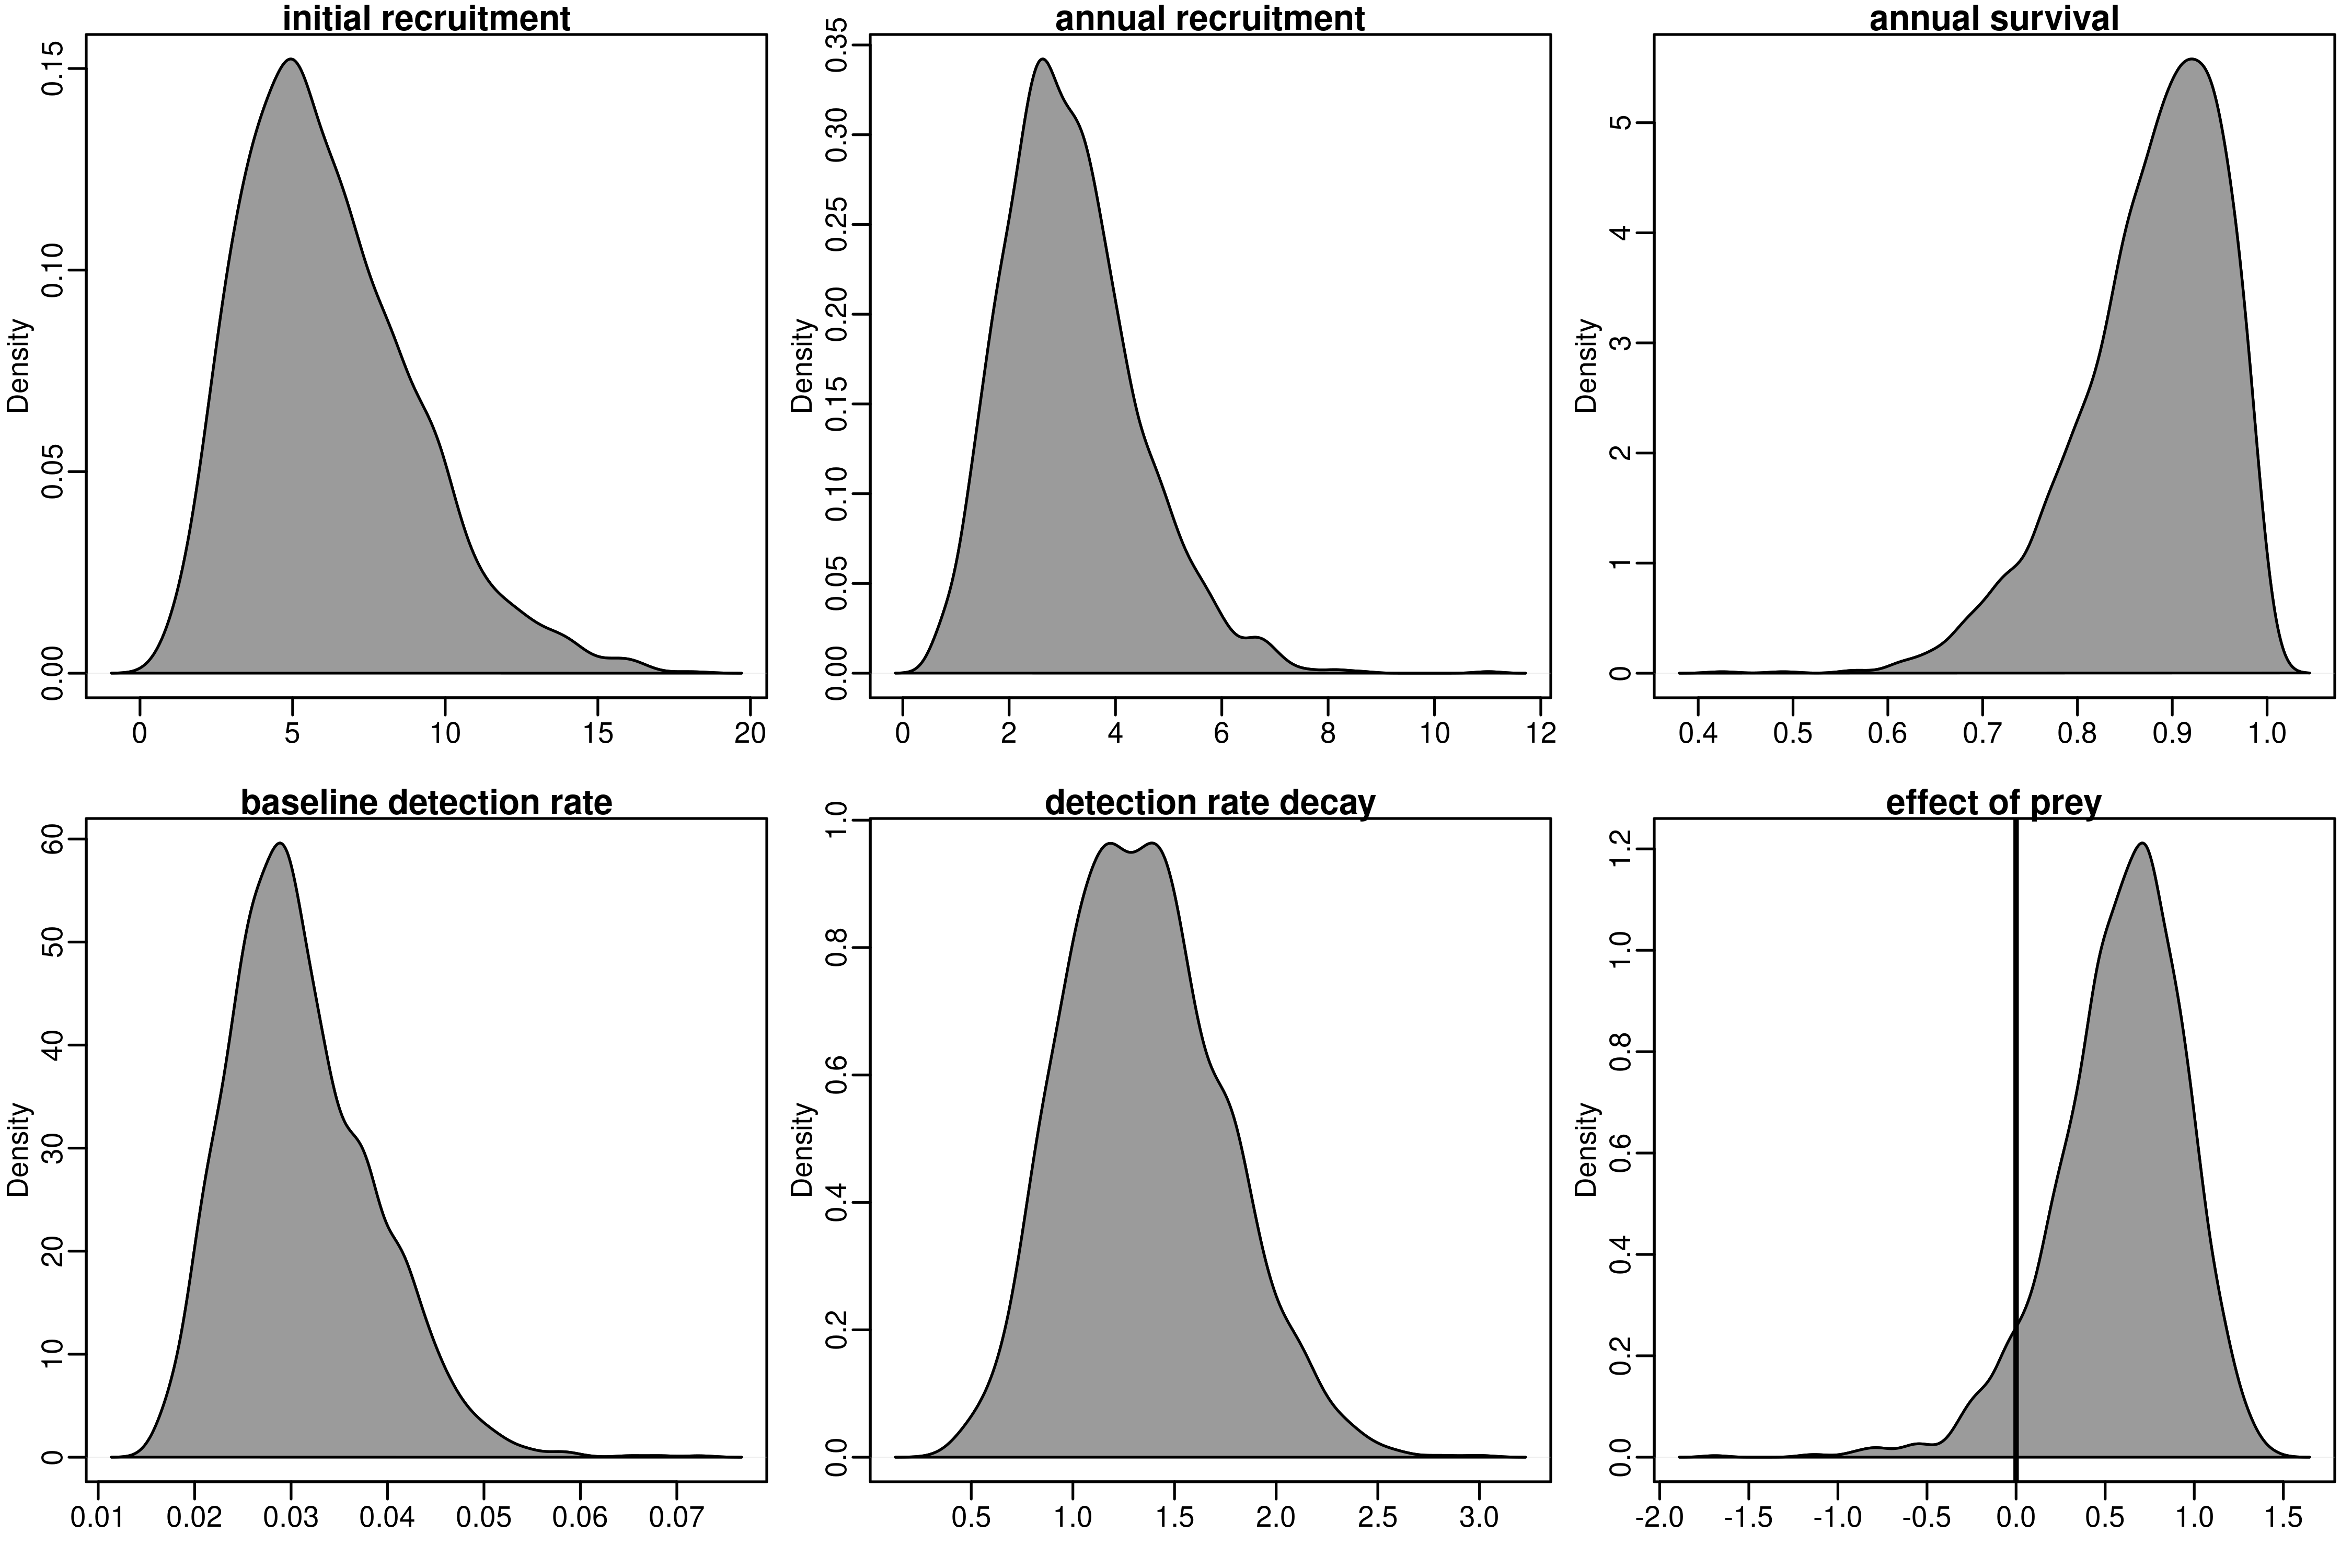 initial recruitment
Density
0.00 0.05 0.10 0.15
0 5 10 15 20
annual recruitment
Density
0.00 0.05 0.10 0.15 0.20 0.25 0.30 0.35
0 2 4 6 8 10 12
annual survival
Density
0 1 2 3 4 5
0.4 0.5 0.6 0.7 0.8 0.9 1.0
baseline detection rate
Density
0 10 20 30 40 50 60
0.01 0.02 0.03 0.04 0.05 0.06 0.07
detection rate decay
Density
0.0 0.2 0.4 0.6 0.8 1.0
0.5 1.0 1.5 2.0 2.5 3.0
effect of prey
Density
0.0 0.2 0.4 0.6 0.8 1.0 1.2
-2.0 -1.5 -1.0 -0.5 0.0 0.5 1.0 1.5